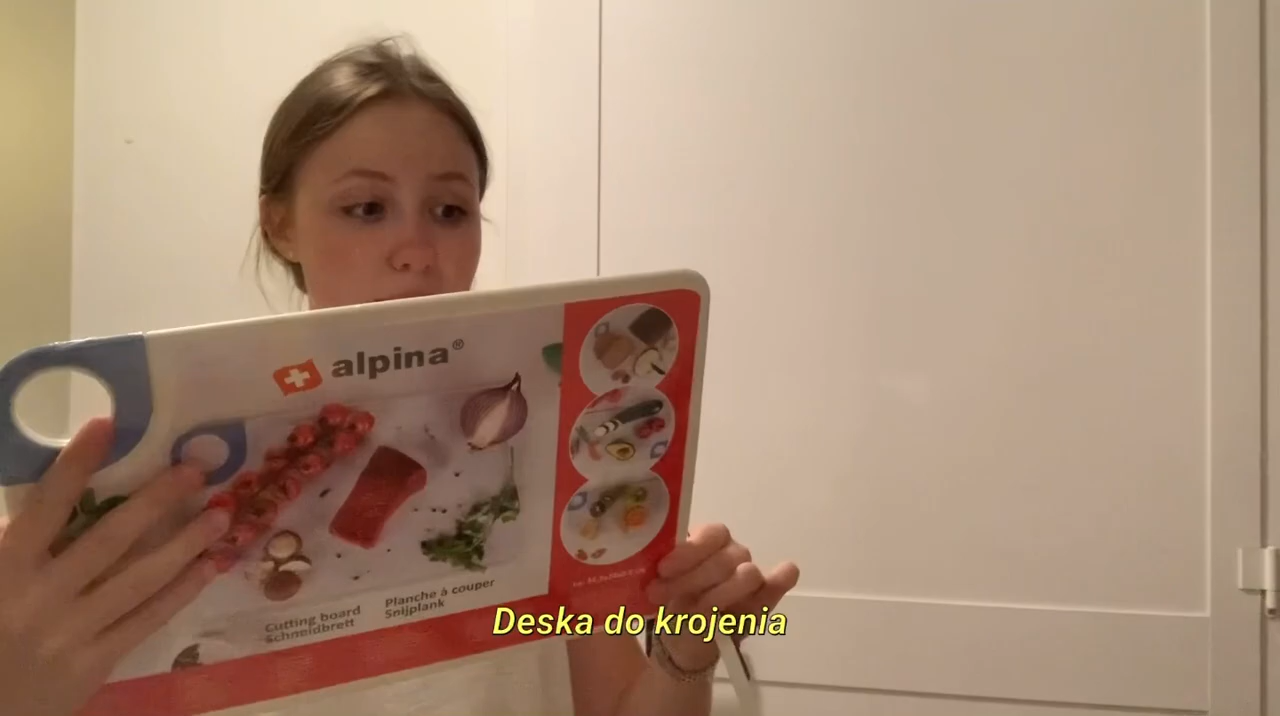 alpina®
Cutting board
Schneidbrett
Planche à couper
Snijplank
Deska do krojenia